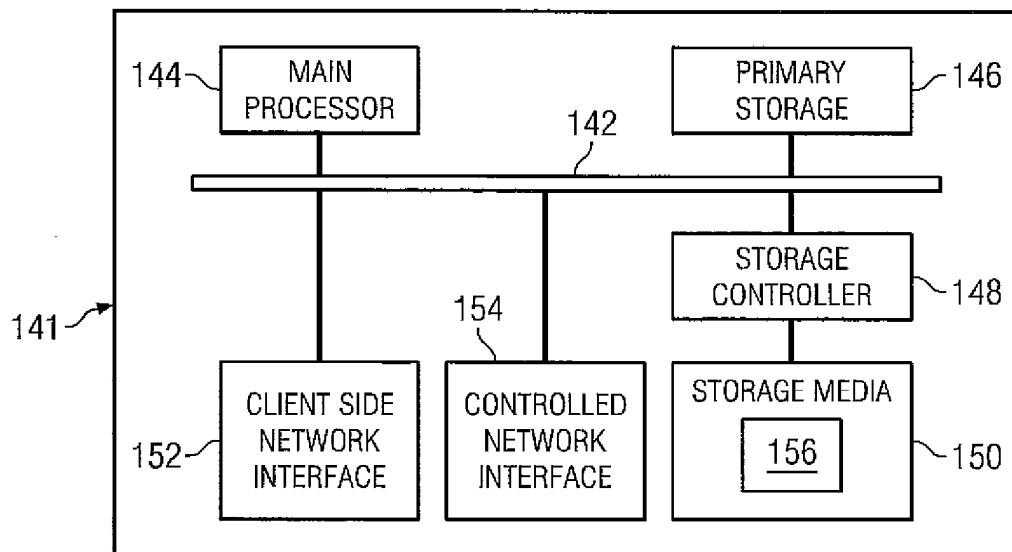 144
MAIN
PROCESSOR
PRIMARY
STORAGE
146
142
STORAGE
CONTROLLER
148
141
154
152
CLIENT SIDE
NETWORK
INTERFACE
CONTROLLED
NETWORK
INTERFACE
STORAGE MEDIA
156
150